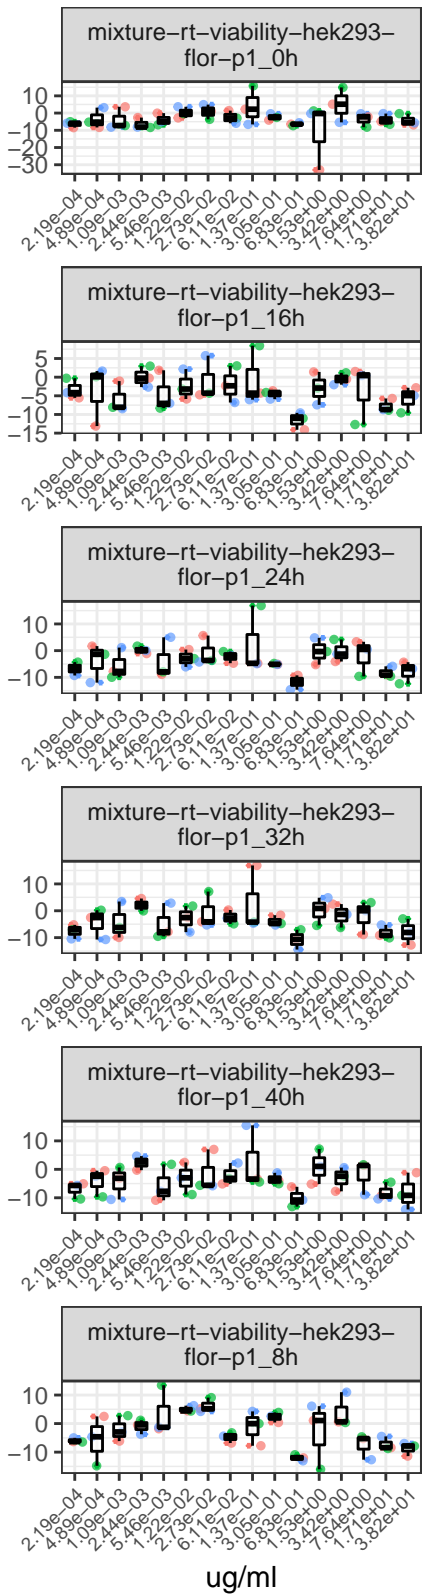 mixture−rt−viability−hek293−
flor−p1_0h
10
0
−10
−20
−30
2.19e−04
4.89e−04
1.09e−03
2.44e−03
5.46e−03
1.22e−02
2.73e−02
6.11e−02
1.37e−01
3.05e−01
6.83e−01
1.53e+00
3.42e+00
7.64e+00
1.71e+01
3.82e+01
mixture−rt−viability−hek293−
flor−p1_16h
5
0
−5
−10
−15
2.19e−04
4.89e−04
1.09e−03
2.44e−03
5.46e−03
1.22e−02
2.73e−02
6.11e−02
1.37e−01
3.05e−01
6.83e−01
1.53e+00
3.42e+00
7.64e+00
1.71e+01
3.82e+01
mixture−rt−viability−hek293−
flor−p1_24h
10
0
−10
2.19e−04
4.89e−04
1.09e−03
2.44e−03
5.46e−03
1.22e−02
2.73e−02
6.11e−02
1.37e−01
3.05e−01
6.83e−01
1.53e+00
3.42e+00
7.64e+00
1.71e+01
3.82e+01
mixture−rt−viability−hek293−
flor−p1_32h
10
0
−10
2.19e−04
4.89e−04
1.09e−03
2.44e−03
5.46e−03
1.22e−02
2.73e−02
6.11e−02
1.37e−01
3.05e−01
6.83e−01
1.53e+00
3.42e+00
7.64e+00
1.71e+01
3.82e+01
mixture−rt−viability−hek293−
flor−p1_40h
10
0
−10
2.19e−04
4.89e−04
1.09e−03
2.44e−03
5.46e−03
1.22e−02
2.73e−02
6.11e−02
1.37e−01
3.05e−01
6.83e−01
1.53e+00
3.42e+00
7.64e+00
1.71e+01
3.82e+01
mixture−rt−viability−hek293−
flor−p1_8h
10
0
−10
2.19e−04
4.89e−04
1.09e−03
2.44e−03
5.46e−03
1.22e−02
2.73e−02
6.11e−02
1.37e−01
3.05e−01
6.83e−01
1.53e+00
3.42e+00
7.64e+00
1.71e+01
3.82e+01
ug/ml